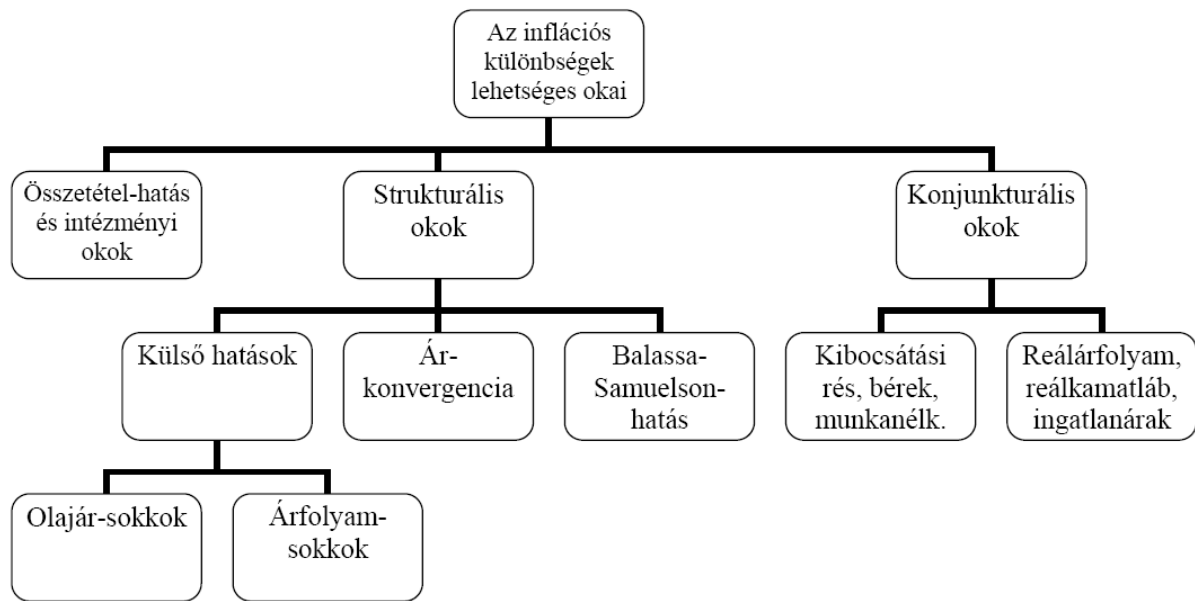 Az inflációs
különbségek
lehetséges okai
Összetétel-hatás
és intézményi
okok
Strukturális
okok
Konjunkturális
okok
Külső hatások
Ár-
konvergencia
Balassa-
Samuelson-
hatás
Kibocsátási
rés, bérek,
munkanélk.
Reálárfolyam,
reálkamatláb,
ingatlanárak
Olajár-sokkok
Árfolyam-
sokkok